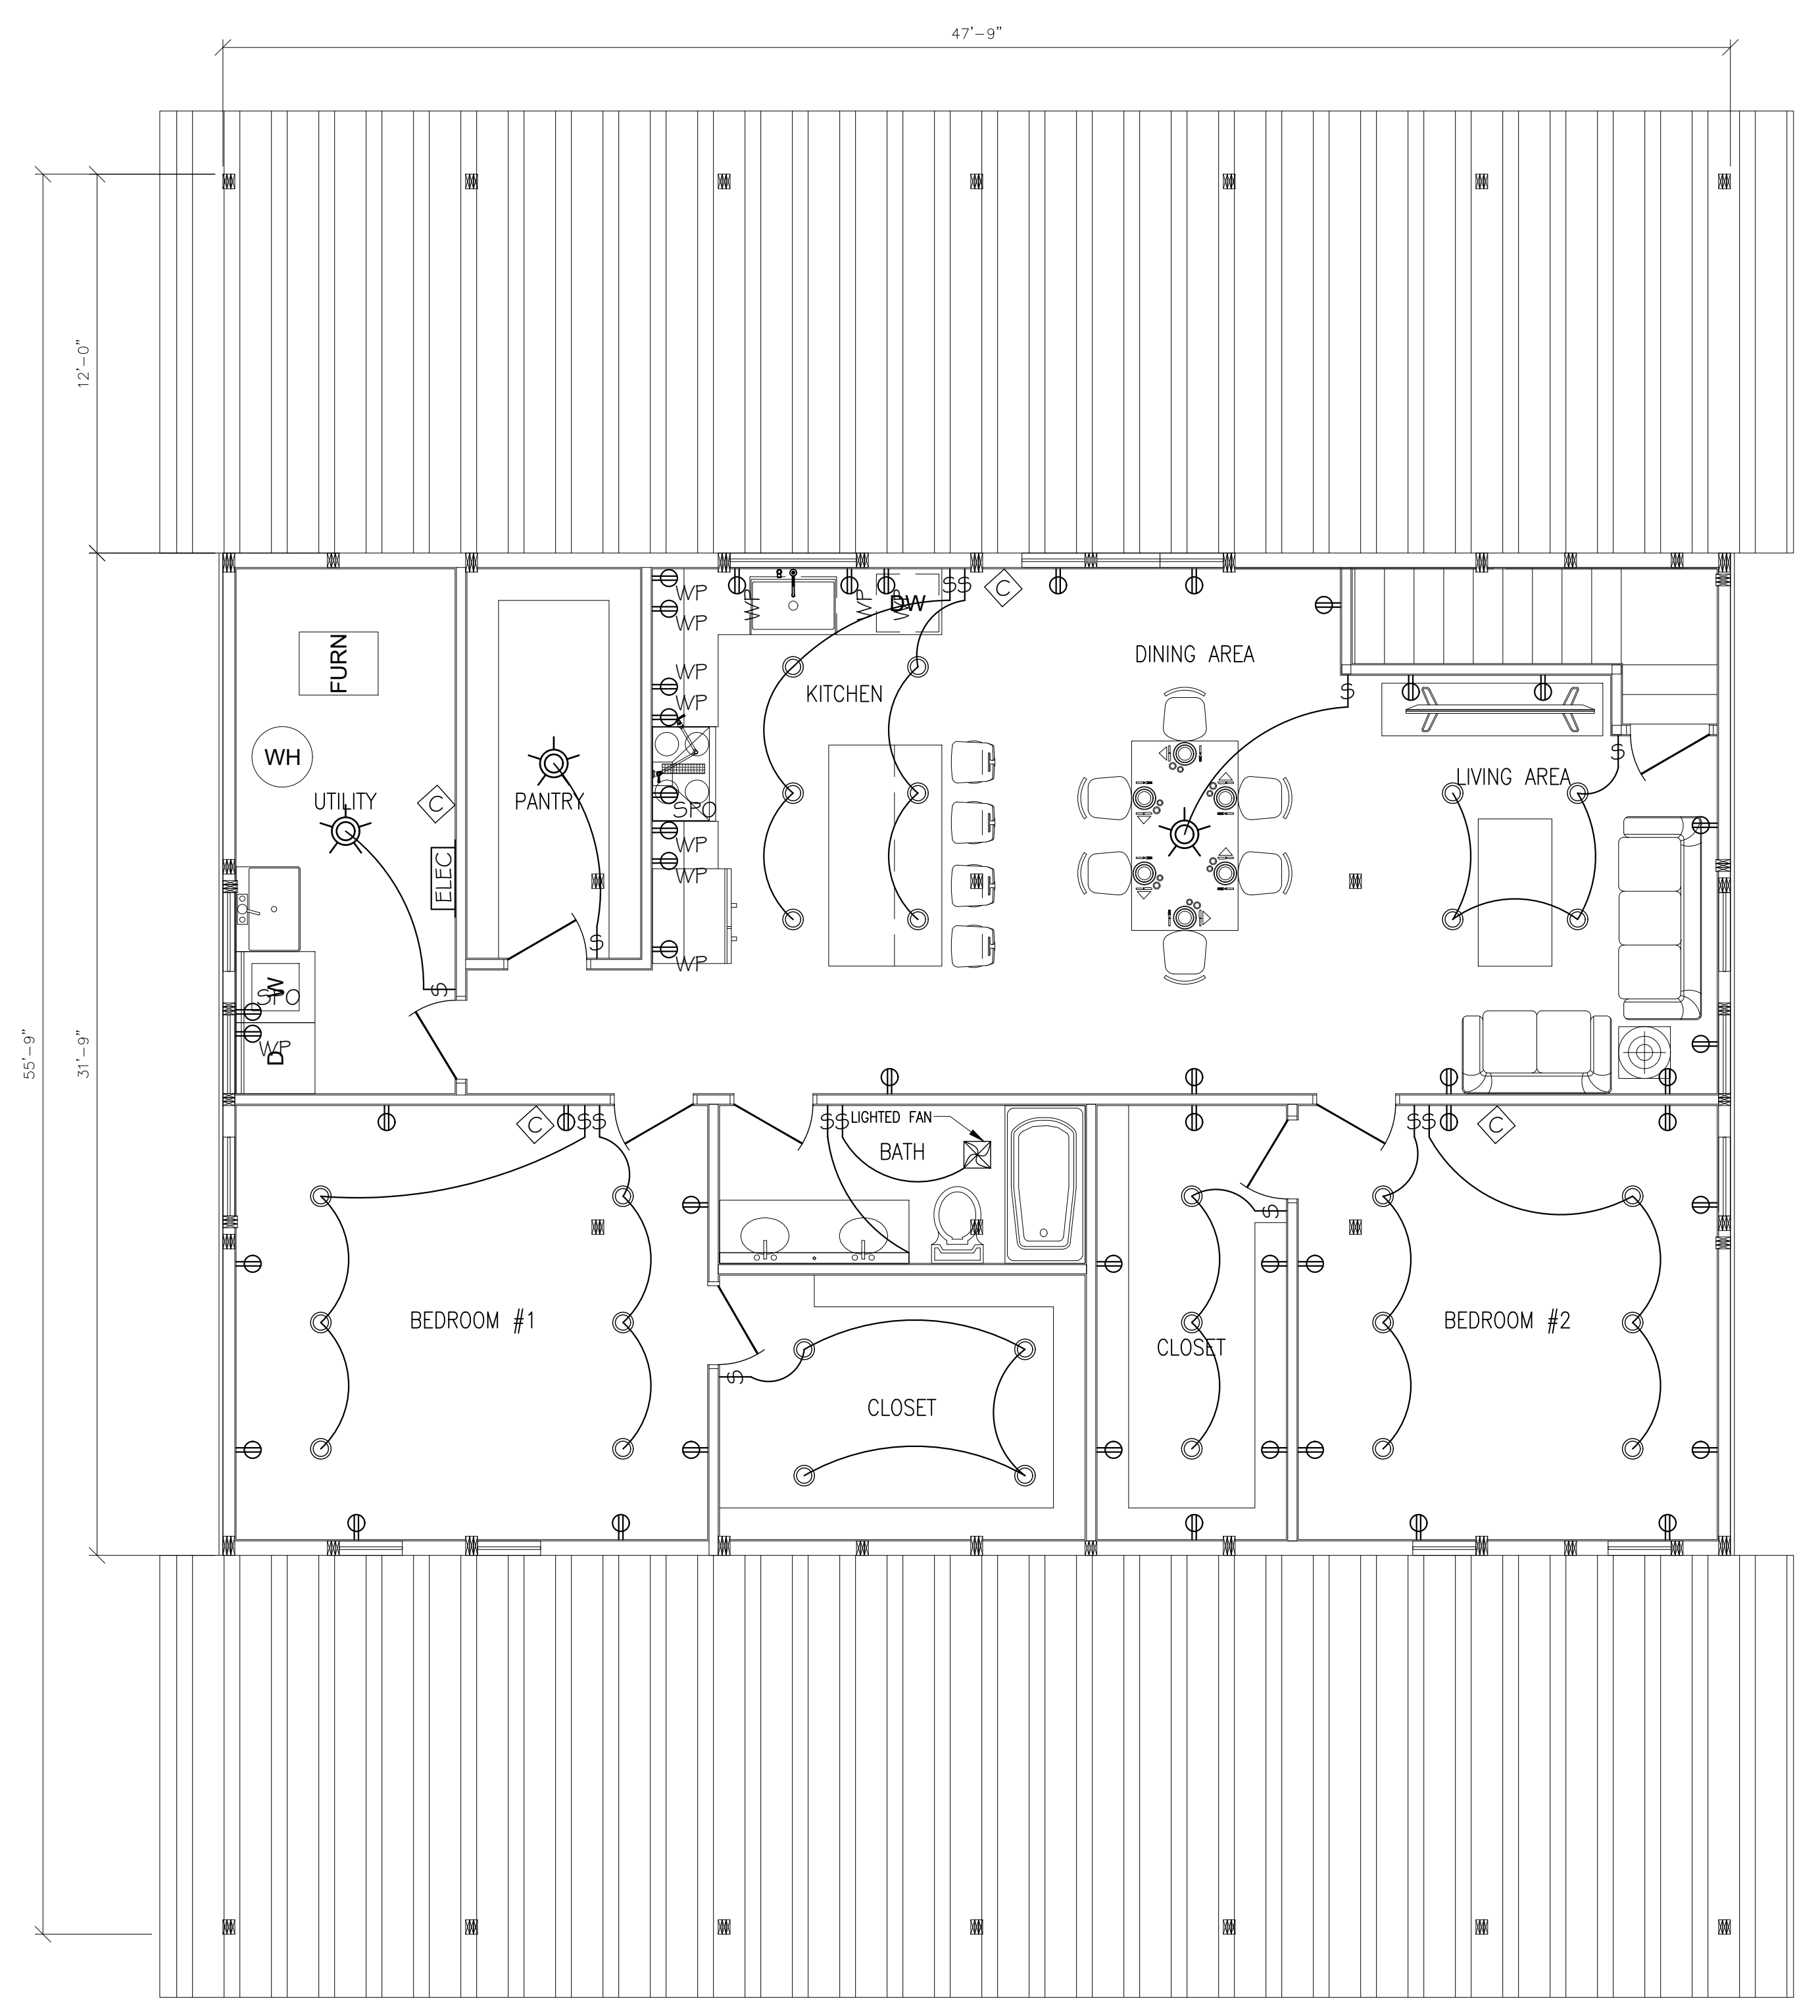 47'-9"
12'-0"
55'-9"
31'-9"
WP
WP
WP
WP
WP
WP
SS
DW
C
FURN
DINING AREA
WP
WP
S
KITCHEN
WH
S
LIVING AREA
UTILITY
C
PANTRY
SPO
WP
ELEC
WP
S
WP
S
W
SPO
WP
D
C
SS
SS
LIGHTED FAN
BATH
SS
C
S
BEDROOM #1
BEDROOM #2
CLOSET
S
CLOSET